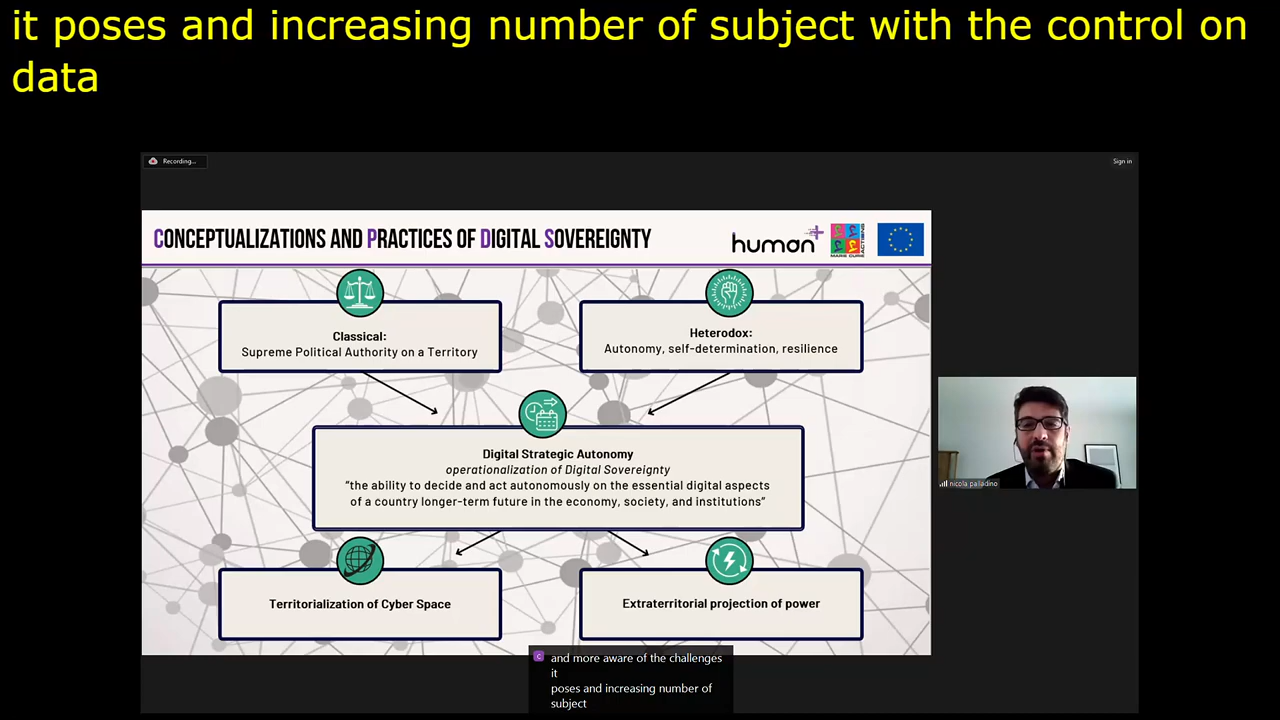 it poses and increasing number of subject with the control on
data
Recording...
Sign in
CONCEPTUALIZATIONS AND PRACTICES OF DIGITAL SOVEREIGNTY
human+
MARIE CURIE
ACTIONS
Classical:
Supreme Political Authority on a Territory
Heterodox:
Autonomy, self-determination, resilience
Digital Strategic Autonomy
operationalization of Digital Sovereignty
“the ability to decide and act autonomously on the essential digital aspects
of a country longer-term future in the economy, society, and institutions”
nicola palladino
Territorialization of Cyber Space
Extraterritorial projection of power
C
and more aware of the challenges
it
poses and increasing number of
subject